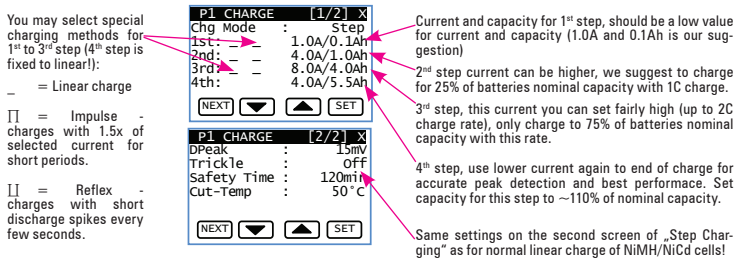 You may select special
charging methods for
1st to 3rd step (4th step is
fixed to linear!):
_ = Linear charge
∏ = Impulse -
charges with 1.5x of
selected current for
short periods.
∐ = Reflex -
charges with short
discharge spikes every
few seconds.
P1 CHARGE [1/2] X
Chg Mode : Step
1st: _ _ 1.0A/0.1Ah
2nd: 4.0A/1.0Ah
3rd: _ _ 8.0A/4.0Ah
4th: 4.0A/5.5Ah
NEXT SET
P1 CHARGE [2/2] X
DPeak : 15mV
Trickle : Off
Safety Time : 120min
Cut-Temp : 50°C
NEXT SET
Current and capacity for 1st step, should be a low value
for current and capacity (1.0A and 0.1Ah is our sug-
gestion)
2nd step current can be higher, we suggest to charge
for 25% of batteries nominal capacity with 1C charge.
3rd step, this current you can set fairly high (up to 2C
charge rate), only charge to 75% of batteries nominal
capacity with this rate.
4th step, use lower current again to end of charge for
accurate peak detection and best performace. Set
capacity for this step to ~110% of nominal capacity.
Same settings on the second screen of „Step Char-
ging" as for normal linear charge of NiMH/NiCd cells!